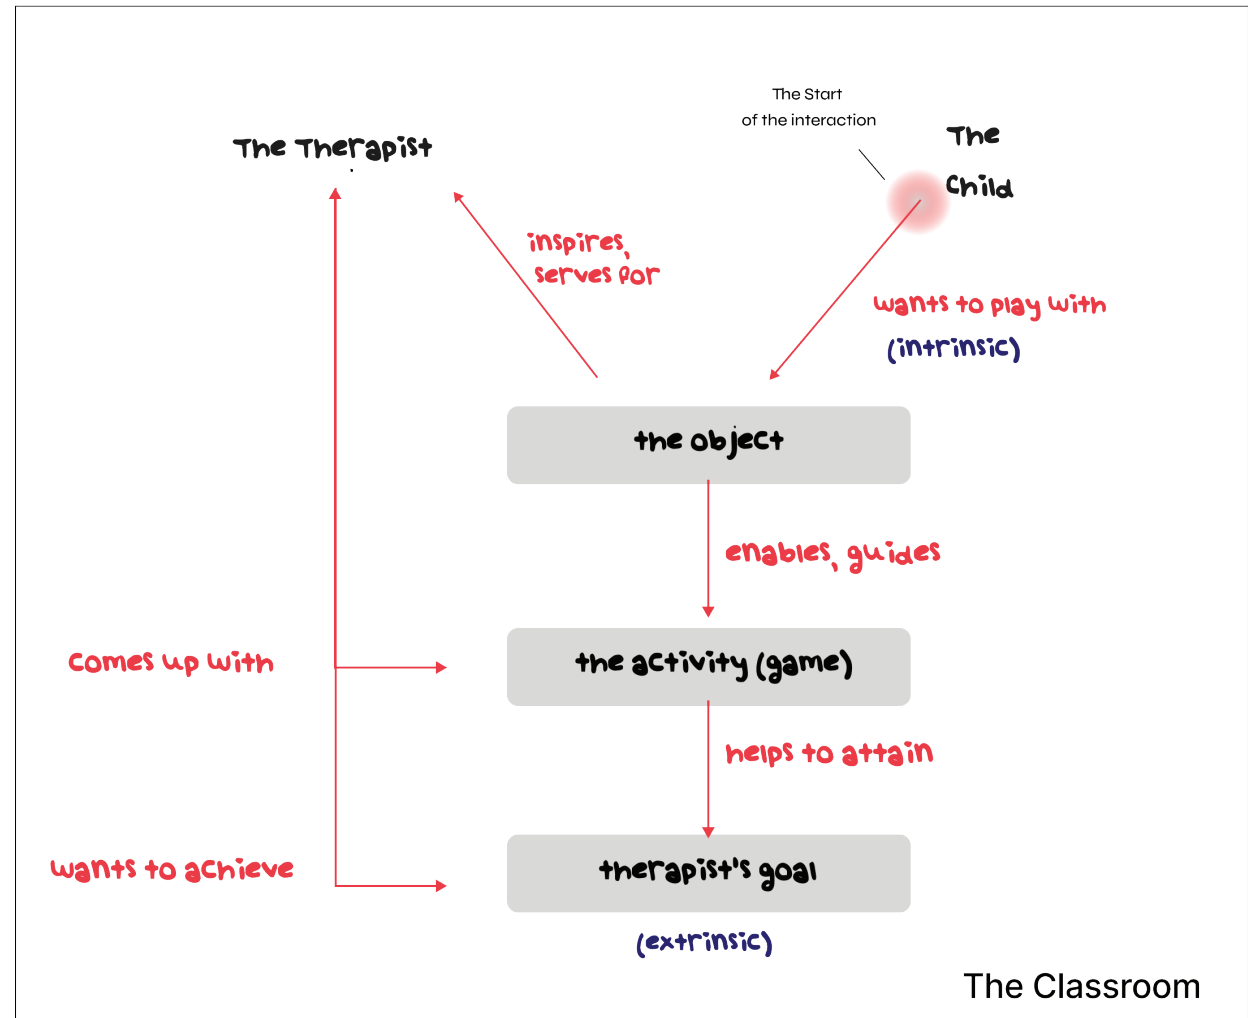 The Start
of the interaction
The Therapist
The
Child
inspires,
serves for
wants to play with
(intrinsic)
the object
enables, guides
comes up with
the activity (game)
helps to attain
wants to achieve
therapist's goal
(extrinsic)
The Classroom